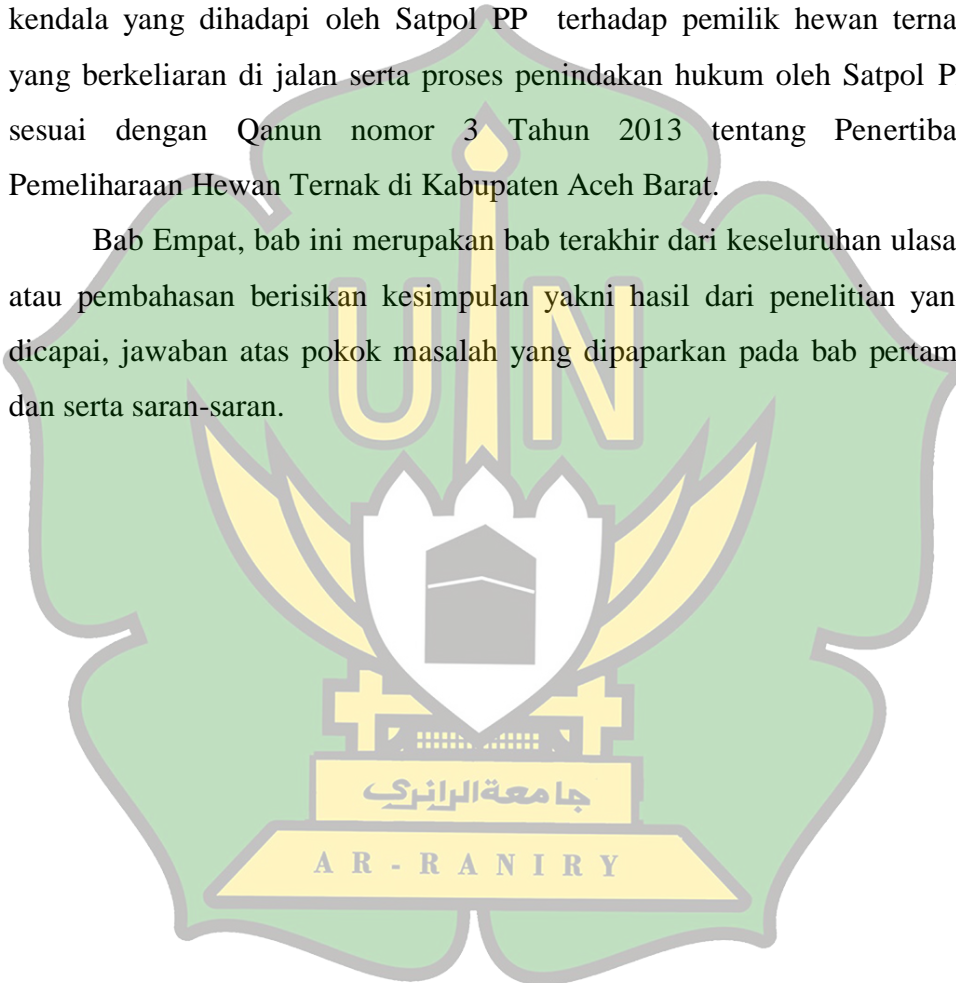 kendala yang dihadapi oleh Satpol PP terhadap pemilik hewan terna
yang berkeliaran di jalan serta proses penindakan hukum oleh Satpol P
sesuai dengan Qanun nomor 3 Tahun 2013 tentang Penertiba
Pemeliharaan Hewan Ternak di Kabupaten Aceh Barat.
Bab Empat, bab ini merupakan bab terakhir dari keseluruhan ulasa
atau pembahasan berisikan kesimpulan yakni hasil dari penelitian yan
dicapai, jawaban atas pokok masalah yang dipaparkan pada bab pertam
dan serta saran-saran.
UIN
جامعةالرانري
AR-RANIRY